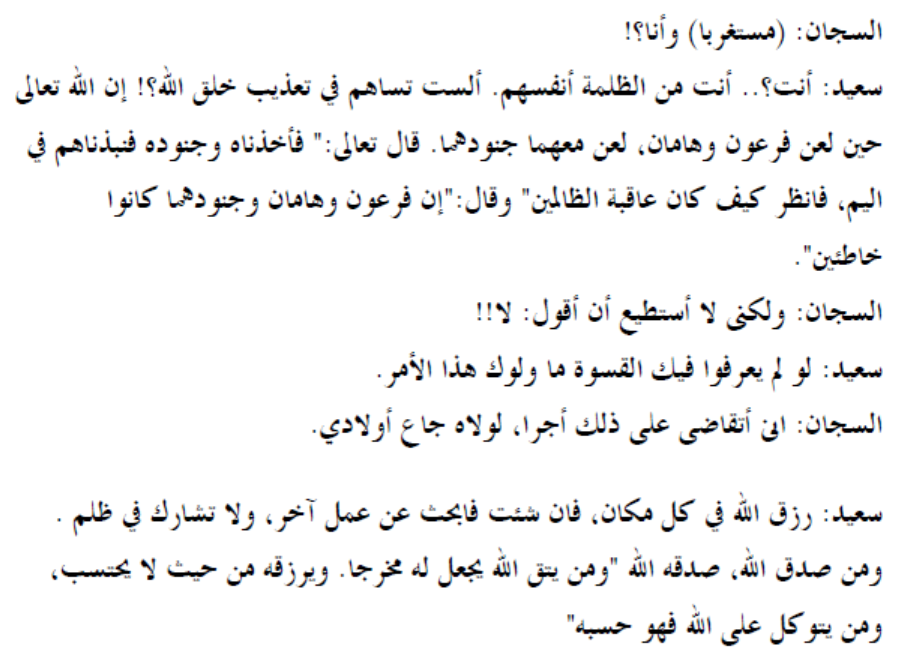 السجان: (مستغربا) وأنا؟!
سعيد: أنت؟.. أنت من الظلمة أنفسهم. ألست تساهم في تعذيب خلق الله؟! إن الله تعالى
حين لعن فرعون وهامان، لعن معهما جنودهما. قال تعالى:" فأخذناه وجنوده فنبذناهم في
اليم، فانظر كيف كان عاقبة الظالمين" وقال:"إن فرعون وهامان وجنودهما كانوا
خاطئين".
السجان: ولكنى لا أستطيع أن أقول: لا!!
سعيد: لو لم يعرفوا فيك القسوة ما ولوك هذا الأمر.
السجان: انى أتقاضى على ذلك أجرا، لولاه جاع أولادي.
سعيد: رزق الله في كل مكان، فان شئت فابحث عن عمل آخر، ولا تشارك في ظلم .
ومن صدق الله، صدقه الله "ومن يتق الله يجعل له مخرجا. ويرزقه من حيث لا يحتسب،
ومن يتوكل على الله فهو حسبه"